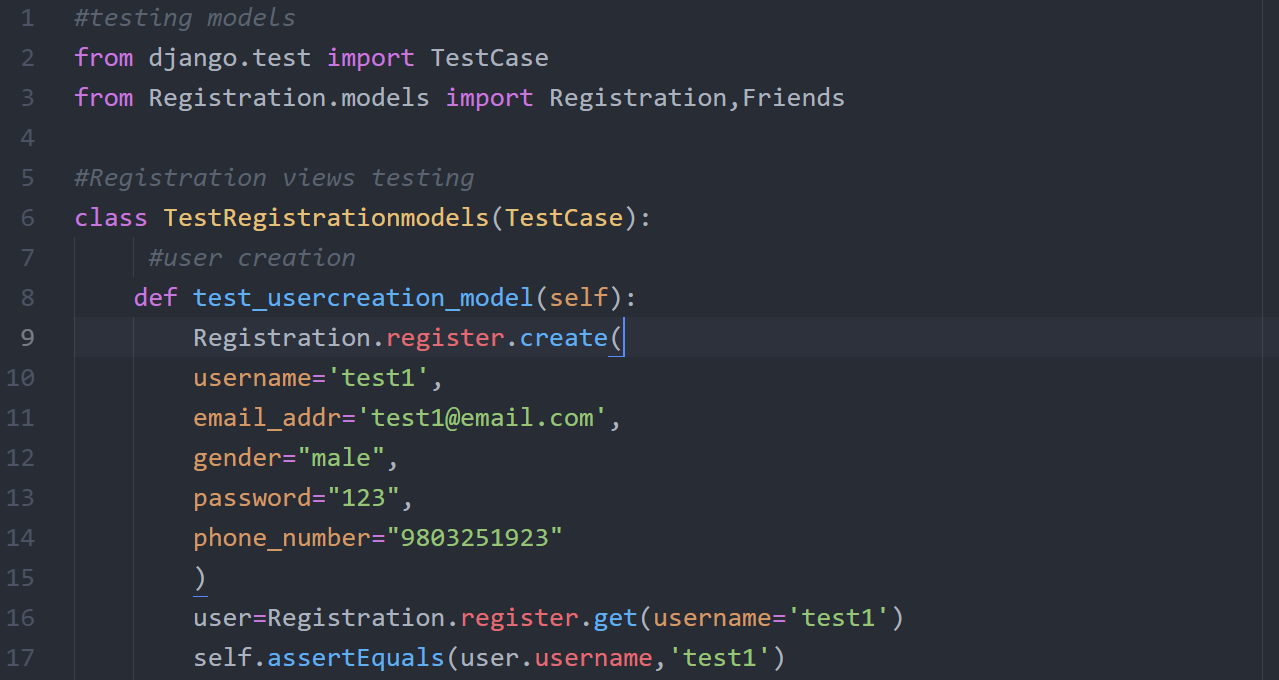 1 #testing models
2 from django.test import TestCase
3 from Registration.models import Registration,Friends
4
5 #Registration views testing
6 class TestRegistrationmodels(TestCase):
7      #user creation
8     def test_usercreation_model(self):
9         Registration.register.create(
10         username='test1',
11         email_addr='test1@email.com',
12         gender="male",
13         password="123",
14         phone_number="9803251923"
15         )
16         user=Registration.register.get(username='test1')
17         self.assertEquals(user.username,'test1')